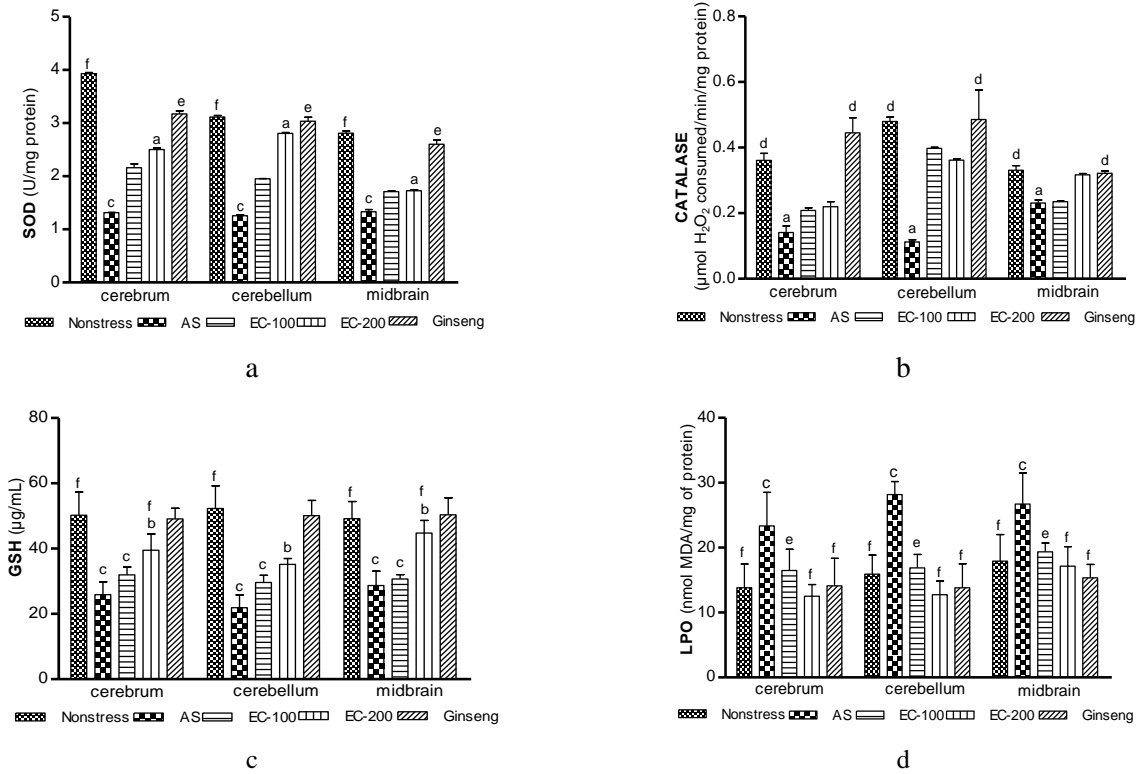 SOD (U/mg protein)
5
4
3
2
1
0
f
c
a
e
f
c
a
e
f
c
a
e
cerebrum cerebellum midbrain
Nonstress AS EC-100 EC-200 Ginseng
a
CATALASE
(µmol H₂O₂ consumed/min/mg protein)
0.8
0.6
0.4
0.2
0.0
d
a
d
d
a
d
d
a
d
cerebrum cerebellum midbrain
Nonstress AS EC-100 EC-200 Ginseng
b
GSH (µg/mL)
80
60
40
20
0
f
c
c
f
b
f
c
c
b
f
c
c
f
b
cerebrum cerebellum midbrain
Nonstress AS EC-100 EC-200 Ginseng
c
LPO (nmol MDA/mg of protein)
40
30
20
10
0
f
c
e
f
f
f
c
e
f
f
f
c
e
f
f
cerebrum cerebellum midbrain
Nonstress AS EC-100 EC-200 Ginseng
d